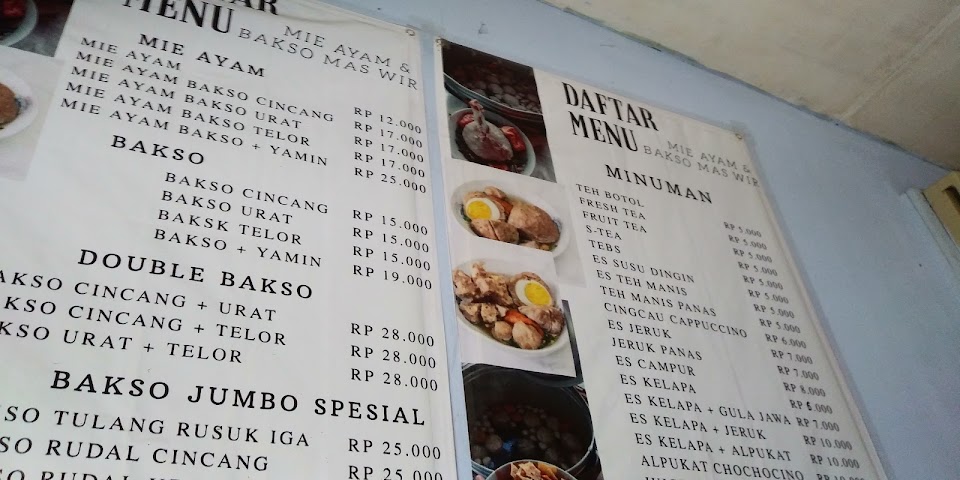 TAR
MENU
MIE AYAM &
BAKSO MAS WIR
MIE AYAM
MIE AYAM RP 12.000
MIE AYAM BAKSO CINCANG RP 17.000
MIE AYAM BAKSO URAT RP 17.000
MIE AYAM BAKSO TELOR RP 17.000
MIE AYAM BAKSO + YAMIN RP 25.000
BAKSO
BAKSO CINCANG RP 15.000
BAKSO URAT RP 15.000
BAKSK TELOR RP 15.000
BAKSO + YAMIN RP 19.000
DOUBLE BAKSO
BAKSO CINCANG + URAT RP 28.000
AKSO CINCANG + TELOR RP 28.000
KSO URAT + TELOR RP 28.000
BAKSO JUMBO SPESIAL
KSO TULANG RUSUK IGA RP 25.000
SO RUDAL CINCANG RP 25.000
RUDAL
DAFTAR
MENU
MIE AYAM &
BAKSO MAS WIR
MINUMAN
TEH BOTOL RP 5.000
FRESH TEA RP 5.000
FRUIT TEA RP 5.000
S-TEA RP 5.000
TEBS RP 5.000
ES SUSU DINGIN RP 5.000
ES TEH MANIS RP 5.000
TEH MANIS PANAS RP 5.000
CINGCAU CAPPUCCINO RP 6.000
ES JERUK RP 7.000
JERUK PANAS RP 7.000
ES CAMPUR RP 8.000
ES KELAPA RP 6.000
ES KELAPA + GULA JAWA RP 7.000
ES KELAPA + JERUK RP 10.000
ES KELAPA + ALPUKAT RP 10.000
ALPUKAT CHOCHOCINO RP 10.000